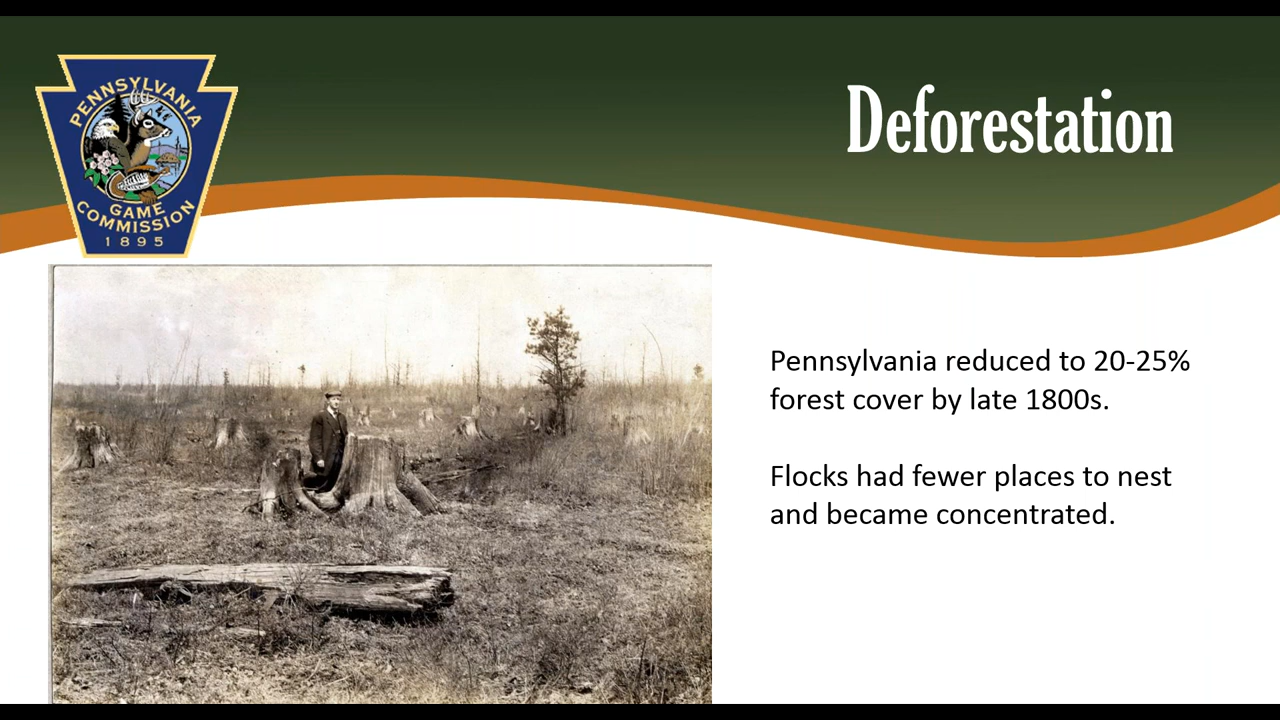 PENNSYLVANIA
GAME
COMMISSION
1895
Deforestation
Pennsylvania reduced to 20-25%
forest cover by late 1800s.
Flocks had fewer places to nest
and became concentrated.